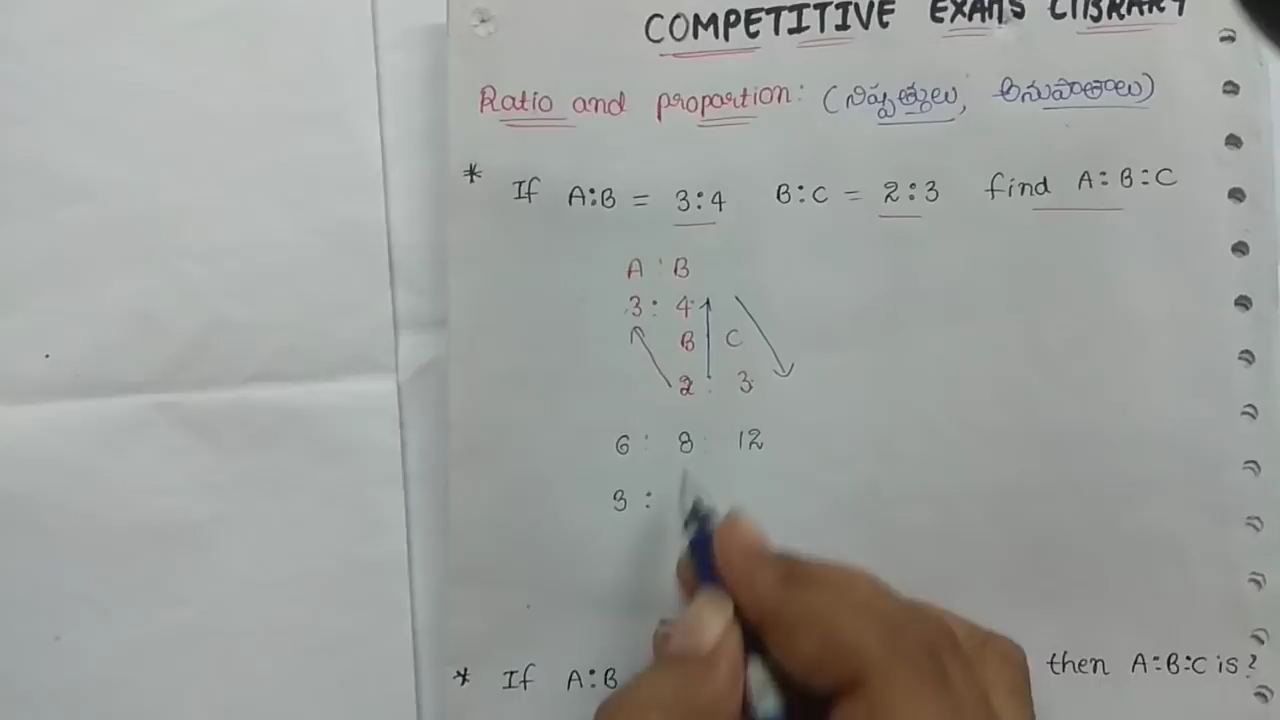 COMPETITIVE EXAMS LIBRARY
Ratio and proportion: (నిష్పత్తులు, అనుపాతాలు)
* If A:B = 3:4 B:C = 2:3 find A:B:C
A : B
3 : 4
B C
2 : 3
6 : 8 : 12
3 :
* If A:B then A:B:C is?